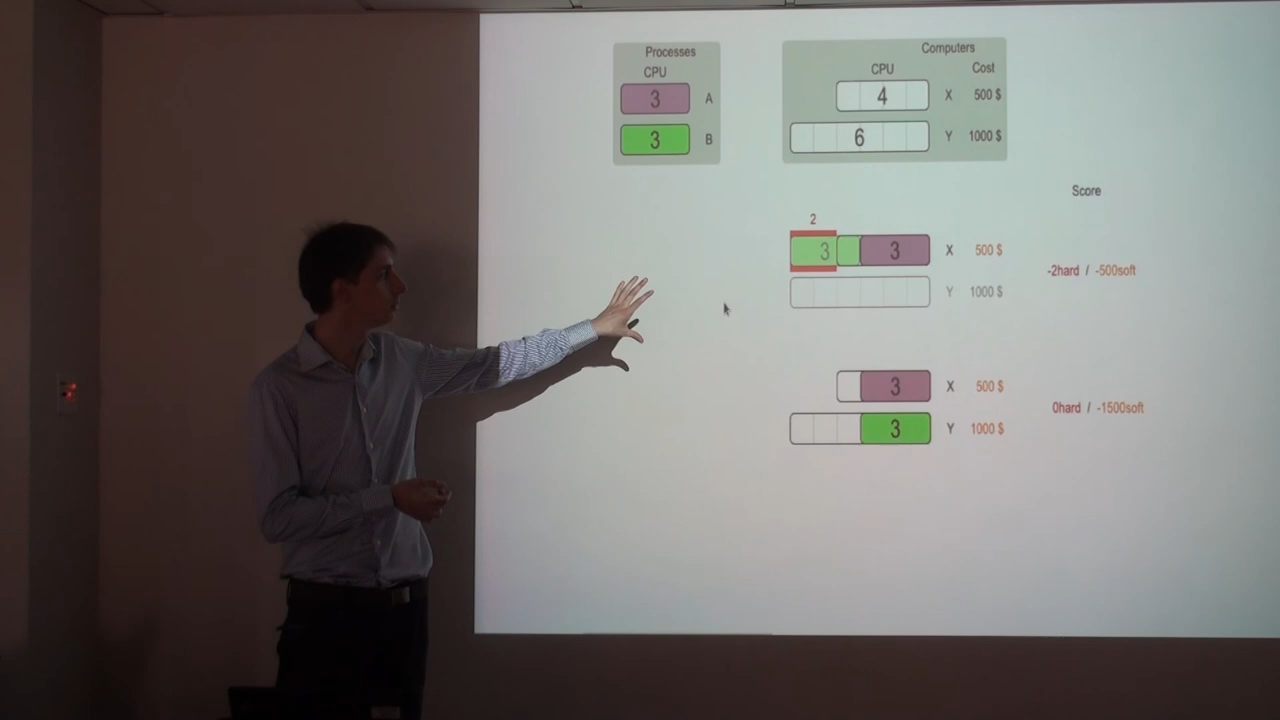 Processes
CPU
3 A
3 B
Computers
CPU Cost
4 X 500 $
6 Y 1000 $
Score
2
3 3 X 500 $
Y 1000 $
-2hard / -500soft
3 X 500 $
3 Y 1000 $
0hard / -1500soft